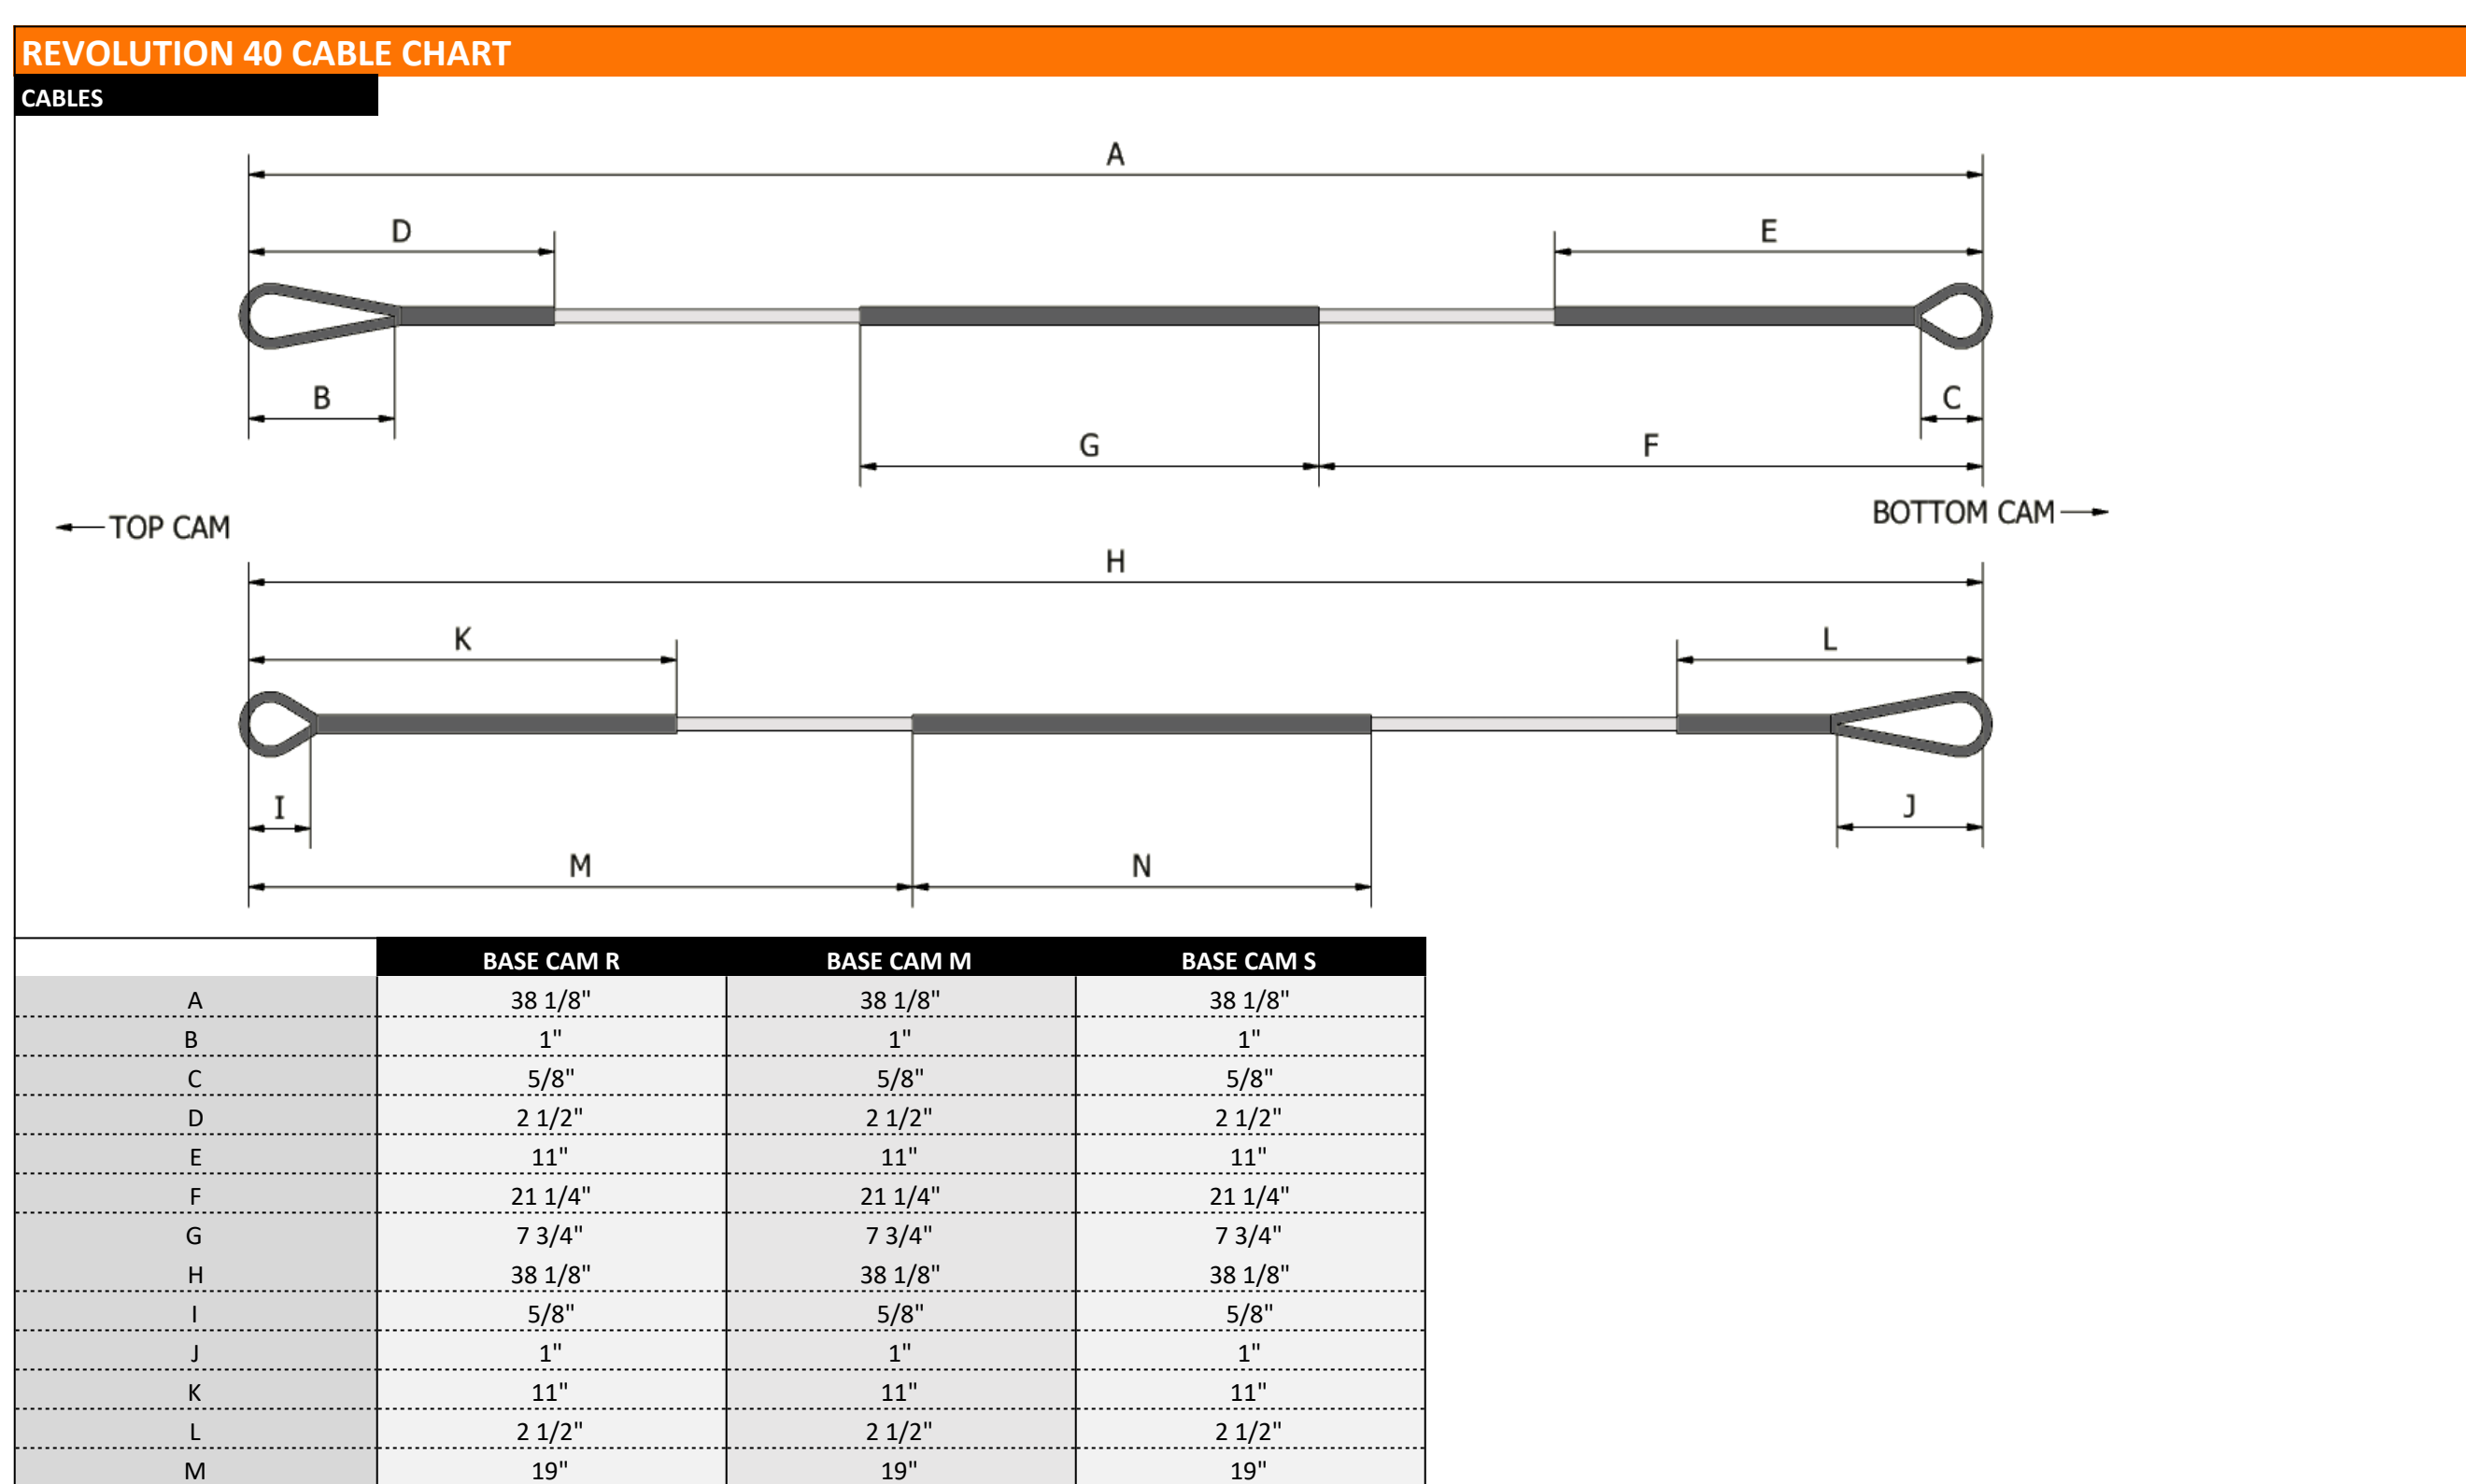 REVOLUTION 40 CABLE CHART
CABLES
A
D E
B C
G F
TOP CAM BOTTOM CAM
H
K L
I J
M N
BASE CAM R BASE CAM M BASE CAM S
A 38 1/8" 38 1/8" 38 1/8"
B 1" 1" 1"
C 5/8" 5/8" 5/8"
D 2 1/2" 2 1/2" 2 1/2"
E 11" 11" 11"
F 21 1/4" 21 1/4" 21 1/4"
G 7 3/4" 7 3/4" 7 3/4"
H 38 1/8" 38 1/8" 38 1/8"
I 5/8" 5/8" 5/8"
J 1" 1" 1"
K 11" 11" 11"
L 2 1/2" 2 1/2" 2 1/2"
M 19" 19" 19"